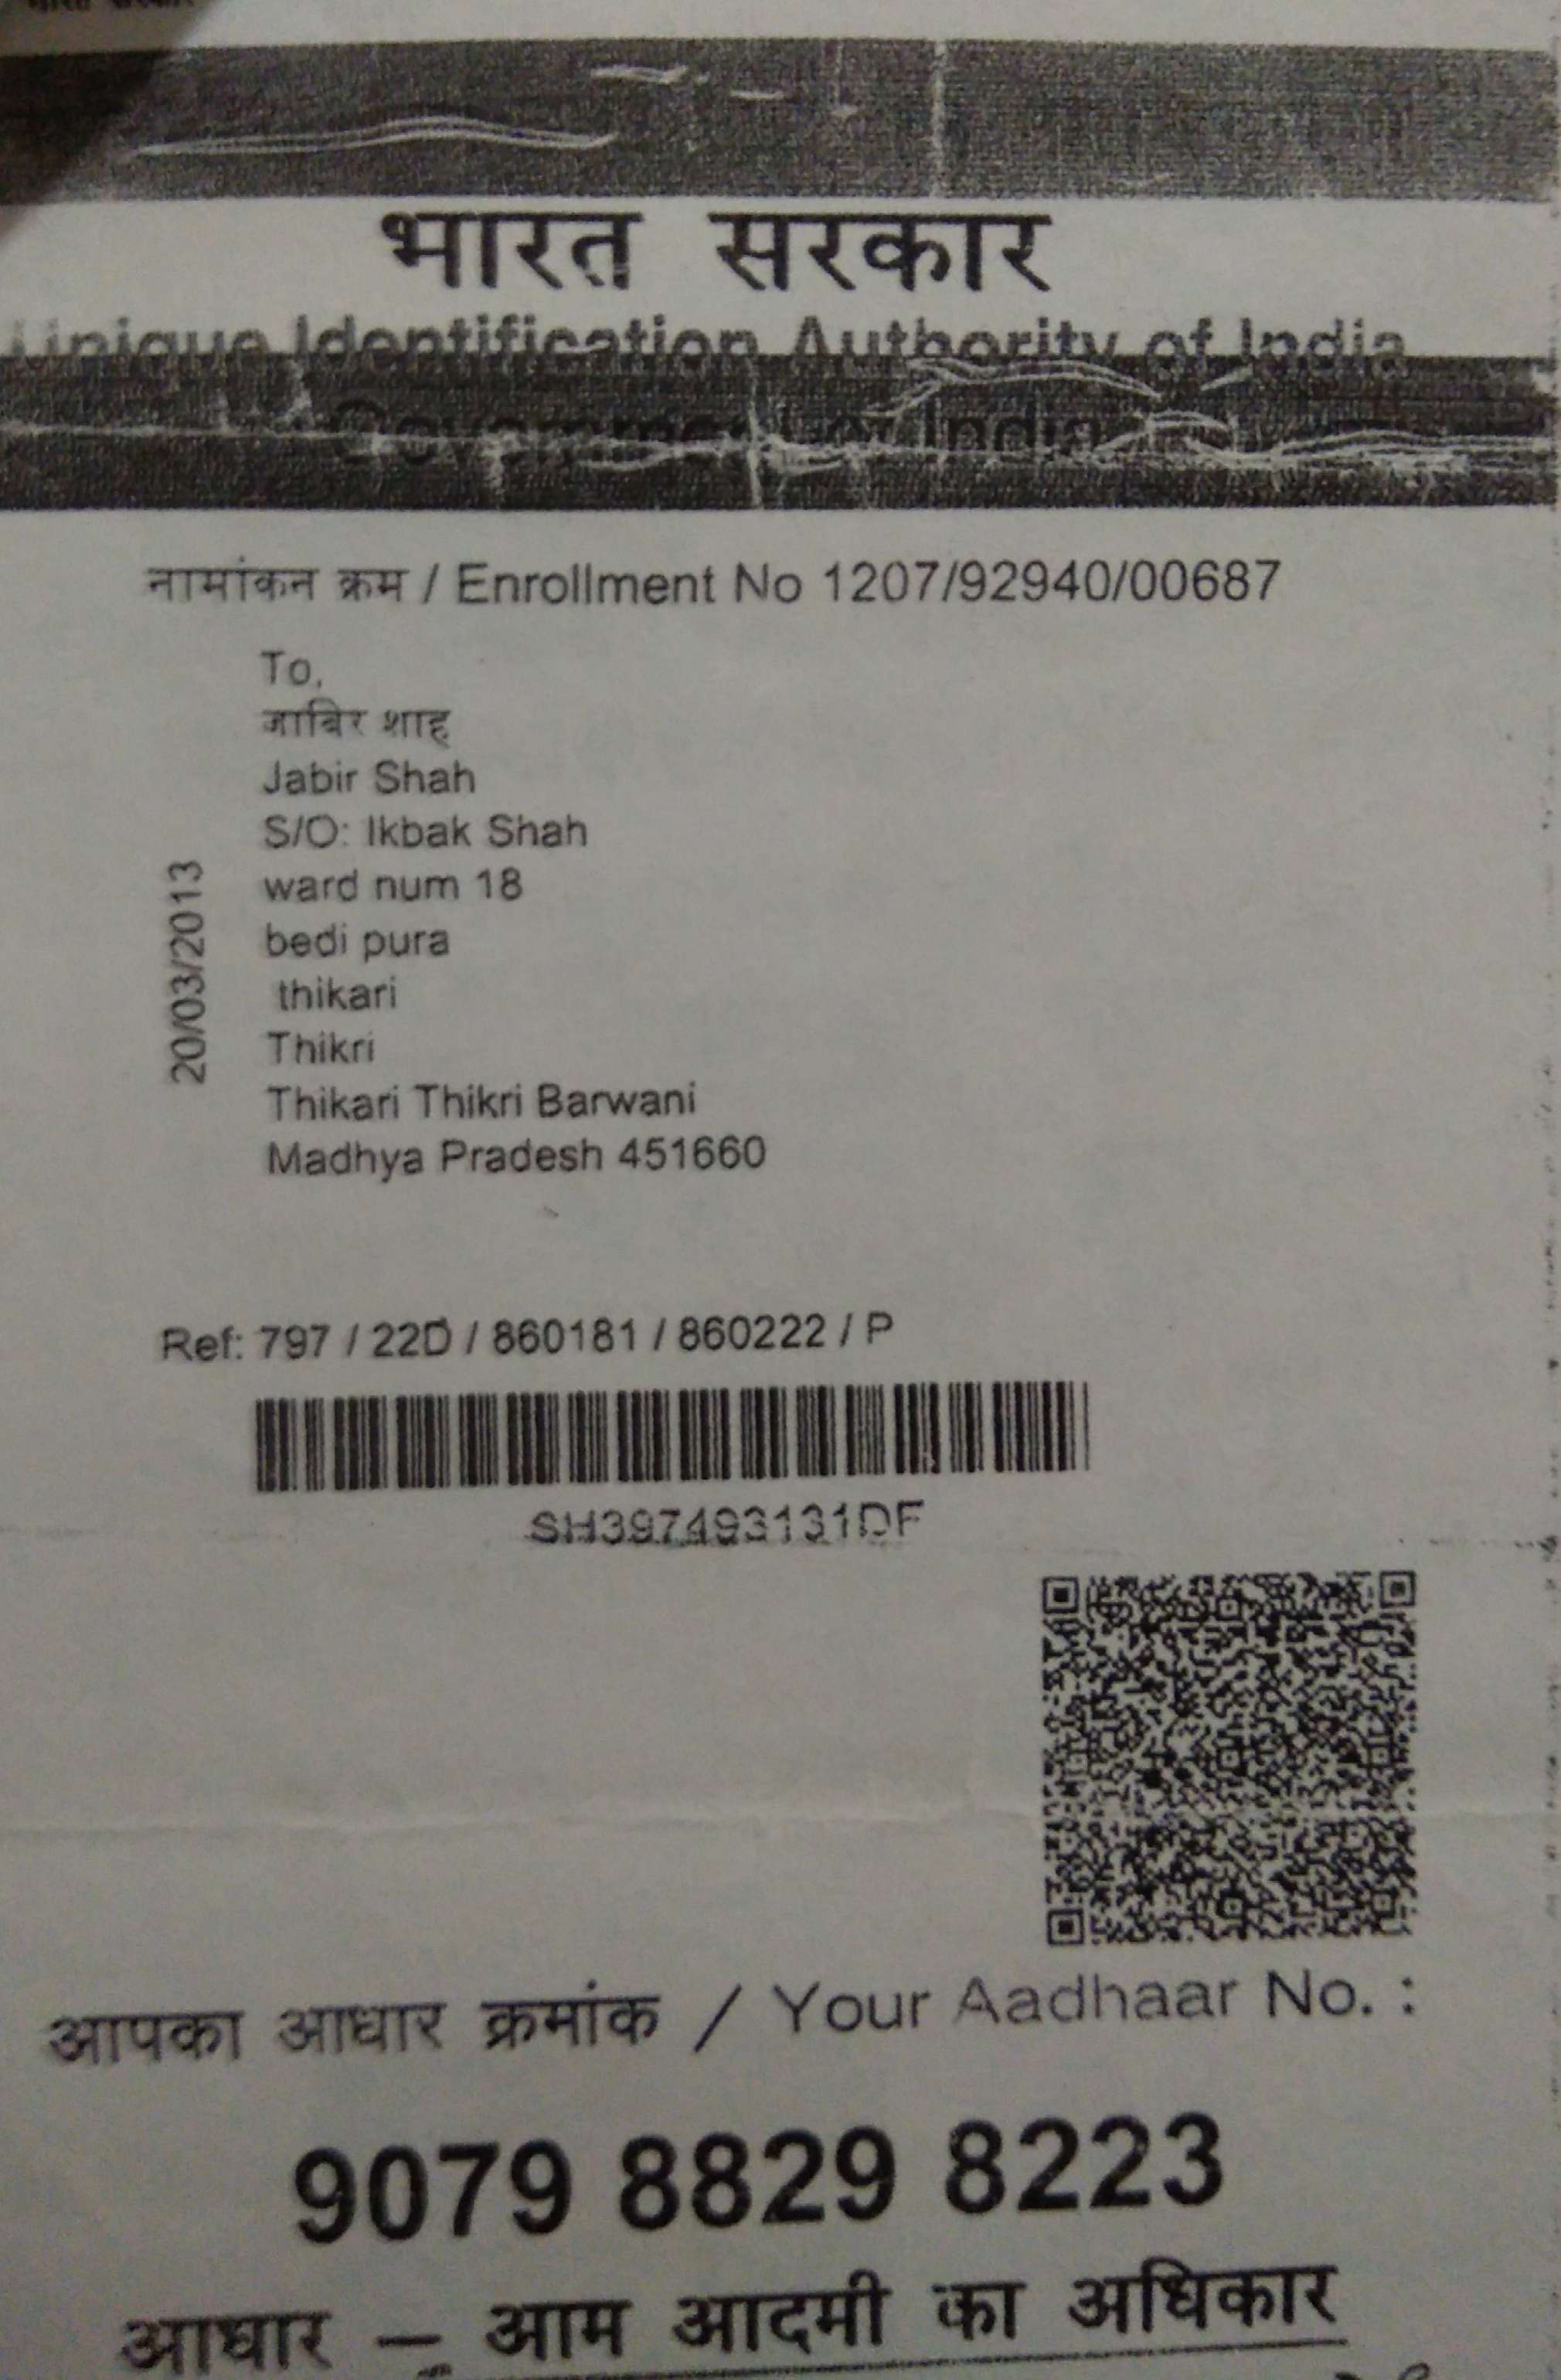 भारत सरकार
Unique Identification Authority of India
Government of India
नामांकन क्रम / Enrollment No 1207/92940/00687
To,
जाबिर शाह
Jabir Shah
S/O: Ikbak Shah
ward num 18
bedi pura
thikari
Thikri
Thikari Thikri Barwani
Madhya Pradesh 451660
20/03/2013
Ref: 797 / 22D / 860181 / 860222 / P
SH397493131DF
आपका आधार क्रमांक / Your Aadhaar No. :
9079 8829 8223
आधार — आम आदमी का अधिकार